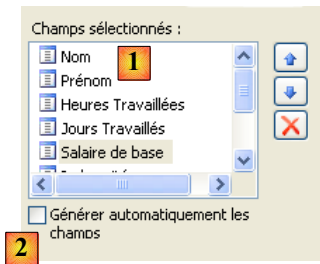 Champs sélectionnés :
Nom
1
Prénom
Heures Travaillées
Jours Travaillés
Salaire de base
Générer automatiquement les
champs
2